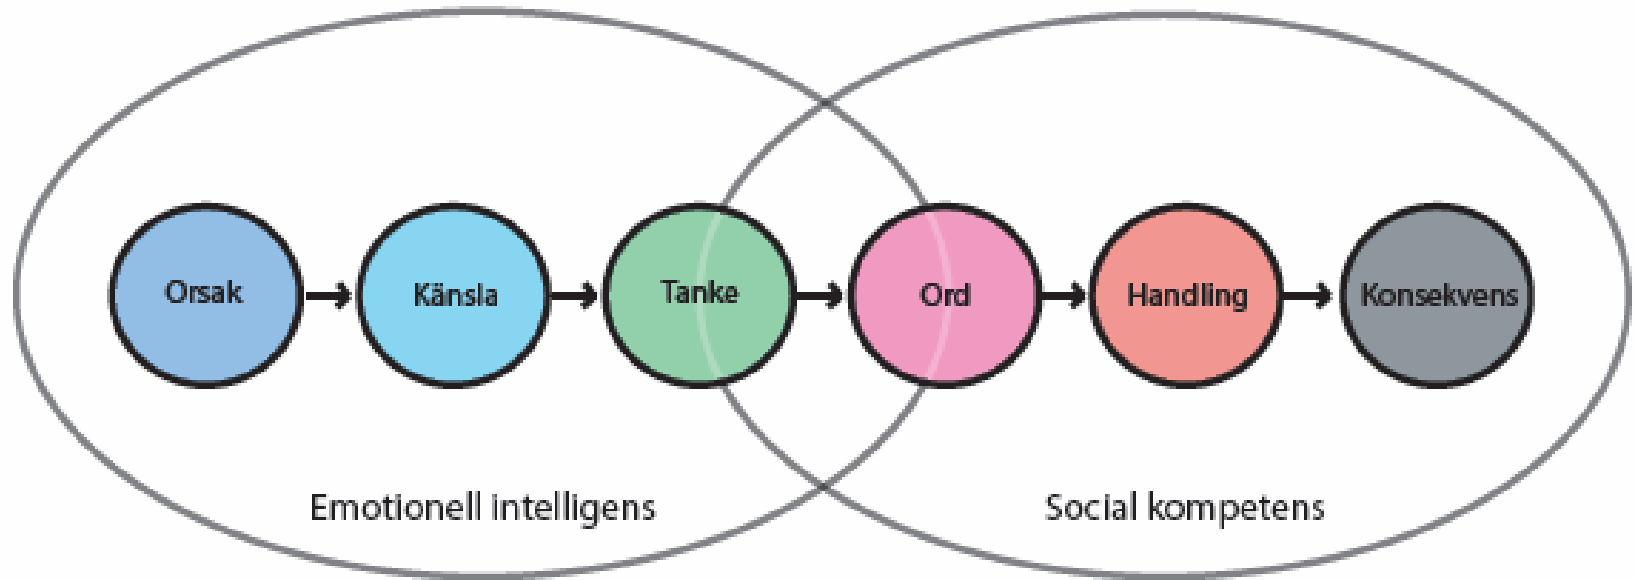 Orsak
Känsla
Tanke
Ord
Handling
Konsekvens
Emotionell intelligens
Social kompetens